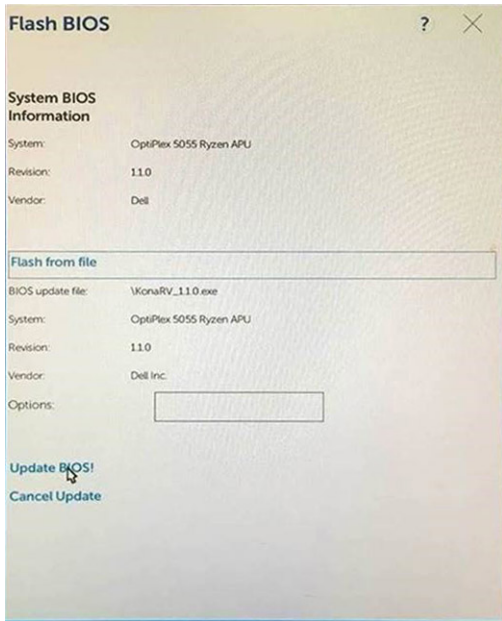 Flash BIOS ?
System BIOS
Information
System: OptiPlex 5055 Ryzen APU
Revision: 1.1.0
Vendor: Dell
Flash from file
BIOS update file: \KonaRV_1.1.0.exe
System: OptiPlex 5055 Ryzen APU
Revision: 1.1.0
Vendor: Dell Inc.
Options:
Update BIOS!
Cancel Update